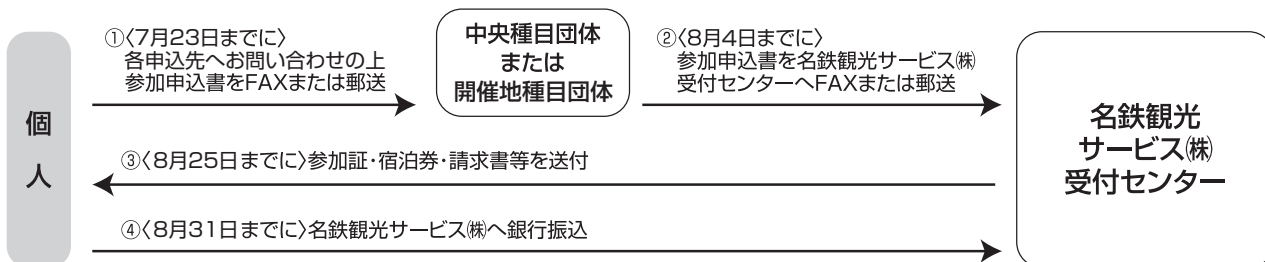 ①〈7月23日までに〉
各申込先へお問い合わせの上
参加申込書をFAXまたは郵送
中央種目団体
または
開催地種目団体
②〈8月4日までに〉
参加申込書を名鉄観光サービス㈱
受付センターへFAXまたは郵送
個
人
名鉄観光
サービス㈱
受付センター
③〈8月25日までに〉参加証・宿泊券・請求書等を送付
④〈8月31日までに〉名鉄観光サービス㈱へ銀行振込